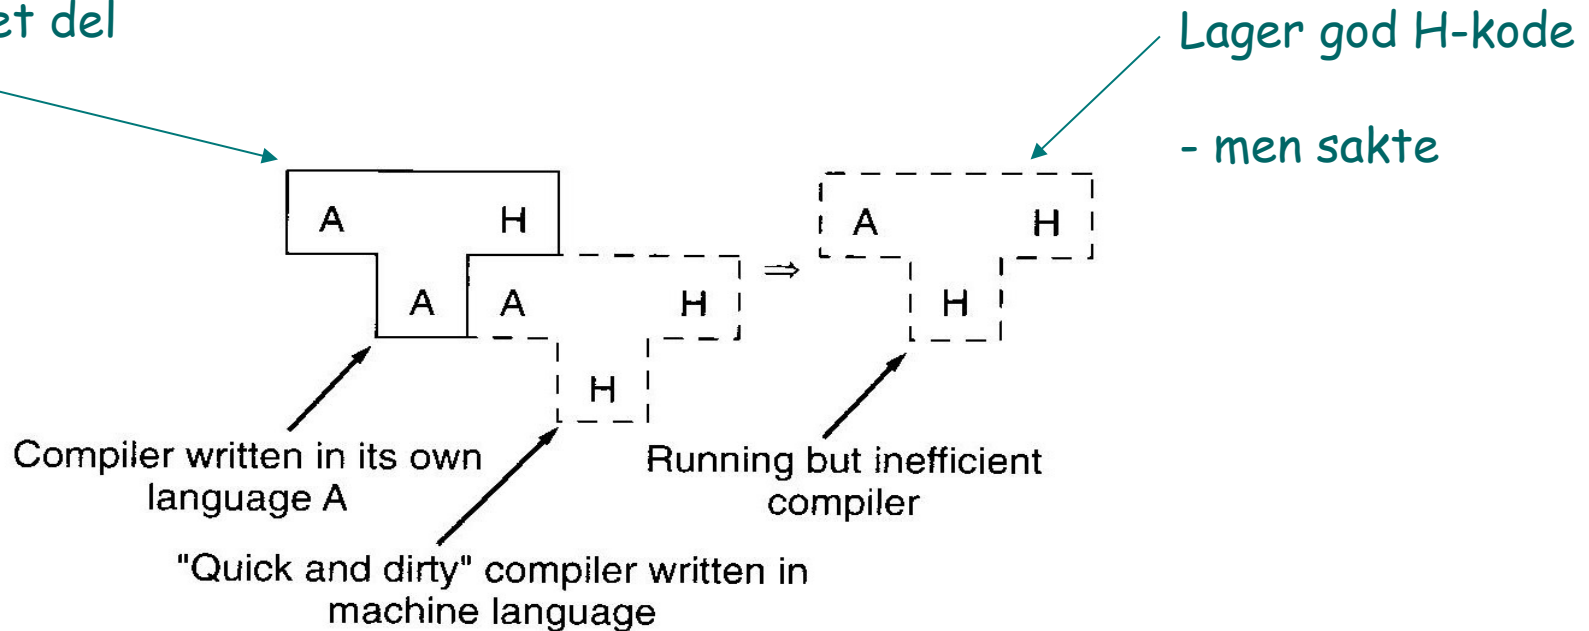 et del
Lager god H-kode
- men sakte
A H
A H
A A H
⇒
H
H
Compiler written in its own
language A
Running but inefficient
compiler
"Quick and dirty" compiler written in
machine language